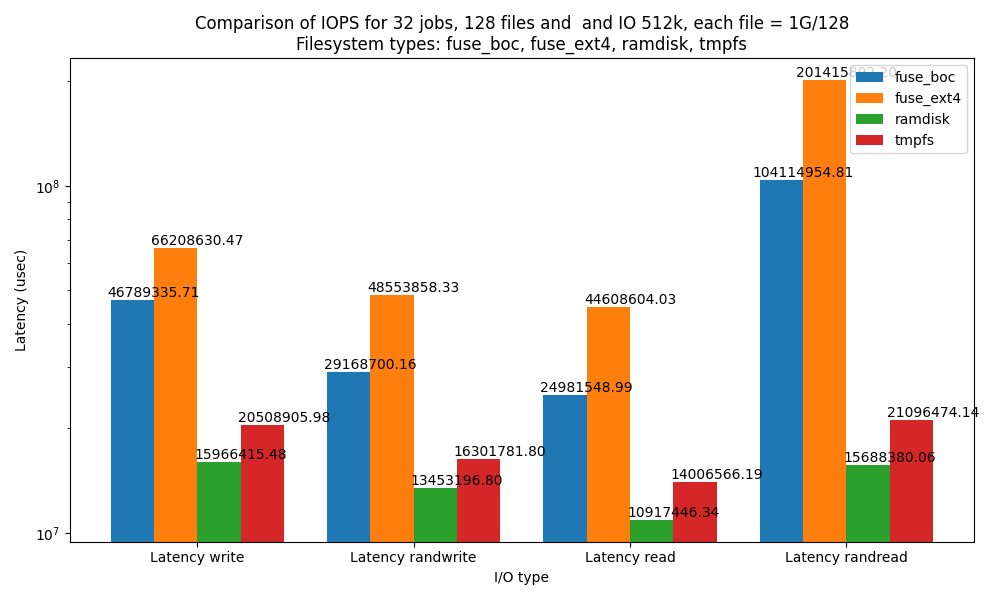 Comparison of IOPS for 32 jobs, 128 files and  and IO 512k, each file = 1G/128
Filesystem types: fuse_boc, fuse_ext4, ramdisk, tmpfs
fuse_boc
fuse_ext4
ramdisk
tmpfs
Latency (usec)
10^8
10^7
46789335.71
66208630.47
15966415.48
20508905.98
29168700.16
48553858.33
13453196.80
16301781.80
24981548.99
44608604.03
10917446.34
14006566.19
104114954.81
15688380.06
21096474.14
Latency write
Latency randwrite
Latency read
Latency randread
I/O type